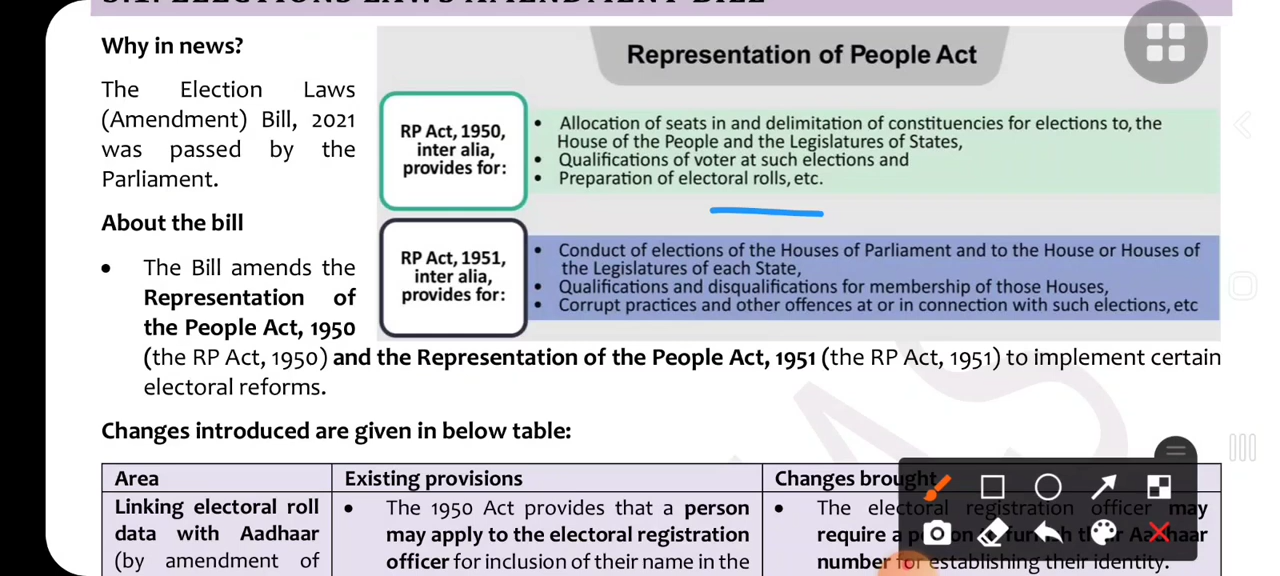 Why in news?
The Election Laws
(Amendment) Bill, 2021
was passed by the
Parliament.
About the bill
• The Bill amends the
Representation of
the People Act, 1950
(the RP Act, 1950) and the Representation of the People Act, 1951 (the RP Act, 1951) to implement certain
electoral reforms.
Representation of People Act
RP Act, 1950,
inter alia,
provides for:
• Allocation of seats in and delimitation of constituencies for elections to, the
House of the People and the Legislatures of States,
• Qualifications of voter at such elections and
• Preparation of electoral rolls, etc.
RP Act, 1951,
inter alia,
provides for:
• Conduct of elections of the Houses of Parliament and to the House or Houses of
the Legislatures of each State,
• Qualifications and disqualifications for membership of those Houses,
• Corrupt practices and other offences at or in connection with such elections, etc
Changes introduced are given in below table:
Area
Existing provisions
Changes brought
Linking electoral roll
data with Aadhaar
(by amendment of
• The 1950 Act provides that a person
may apply to the electoral registration
officer for inclusion of their name in the
• The electoral registration officer may
require a person to furnish their Aadhaar
number for establishing their identity.